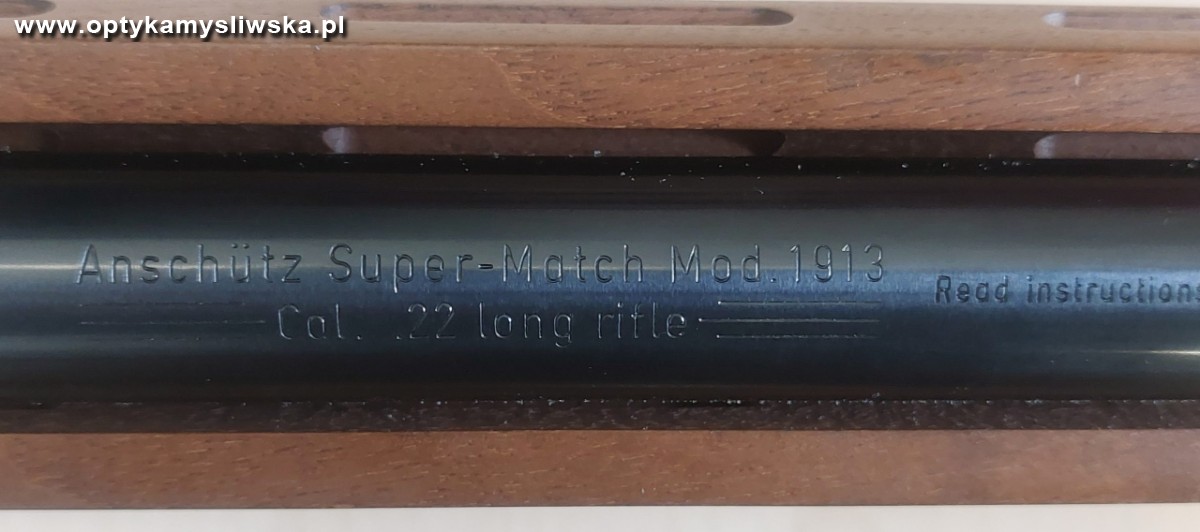 www.optykamysliwska.pl
Anschütz Super-Match Mod. 1913
Cal. .22 long rifle
Read instructions